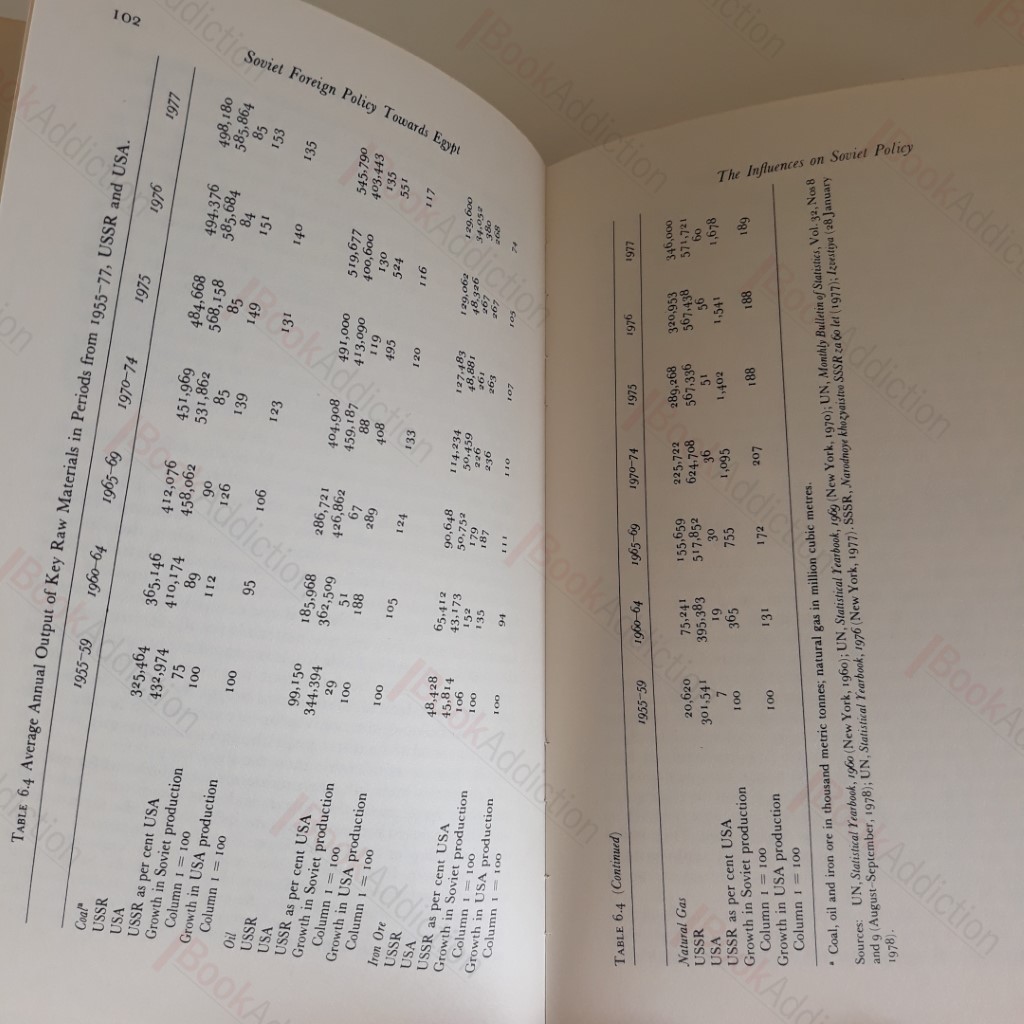 102
Soviet Foreign Policy Towards Egypt
TABLE 6.4 Average Annual Output of Key Raw Materials in Periods from 1955–77, USSR and USA.
1955–59 1960–64 1965–69 1970–74 1975 1976 1977
Coal*
USSR 325,464 365,146 412,076 451,969 484,668 494,376 498,180
USA 432,974 410,174 458,062 531,862 568,158 585,684 585,864
USSR as per cent USA 75 89 90 85 85 84 85
Growth in Soviet production 100 112 126 139 149 151 153
Column 1 = 100
Growth in USA production 100 95 106 123 131 140 135
Column 1 = 100
Oil
USSR 99,150 185,968 286,721 404,908 491,000 519,677 545,790
USA 344,394 362,509 426,862 459,187 413,090 400,600 403,443
USSR as per cent USA 29 51 67 88 119 130 135
Growth in Soviet production 100 188 289 408 495 524 551
Column 1 = 100
Growth in USA production 100 105 124 133 120 116 117
Column 1 = 100
Iron Ore
USSR 48,428 65,412 90,648 114,234 127,483 129,062 129,600
USA 45,814 43,173 50,752 50,459 48,881 48,326 34,052
USSR as per cent USA 106 152 179 226 261 267 380
Growth in Soviet production 100 135 187 236 263 267 268
Column 1 = 100
Growth in USA production 100 94 111 110 107 105 74
Column 1 = 100
The Influences on Soviet Policy
TABLE 6.4 (Continued)
1955–59 1960–64 1965–69 1970–74 1975 1976 1977
Natural Gas
USSR 20,620 75,241 155,659 225,722 289,268 320,953 346,000
USA 301,541 395,383 517,852 624,708 567,336 567,438 571,721
USSR as per cent USA 7 19 30 36 51 56 60
Growth in Soviet production 100 365 755 1,095 1,402 1,541 1,678
Column 1 = 100
Growth in USA production 100 131 172 207 188 188 189
Column 1 = 100
* Coal, oil and iron ore in thousand metric tonnes; natural gas in million cubic metres.
Sources: UN, Statistical Yearbook, 1960 (New York, 1960); UN, Statistical Yearbook, 1969 (New York, 1970); UN, Monthly Bulletin of Statistics, Vol. 32, Nos 8
and 9 (August–September, 1978); UN, Statistical Yearbook, 1976 (New York, 1977). SSSR, Narodnoye khozyaistvo SSSR za 60 let (1977); Izvestiya (28 January
1978).
BookAddiction